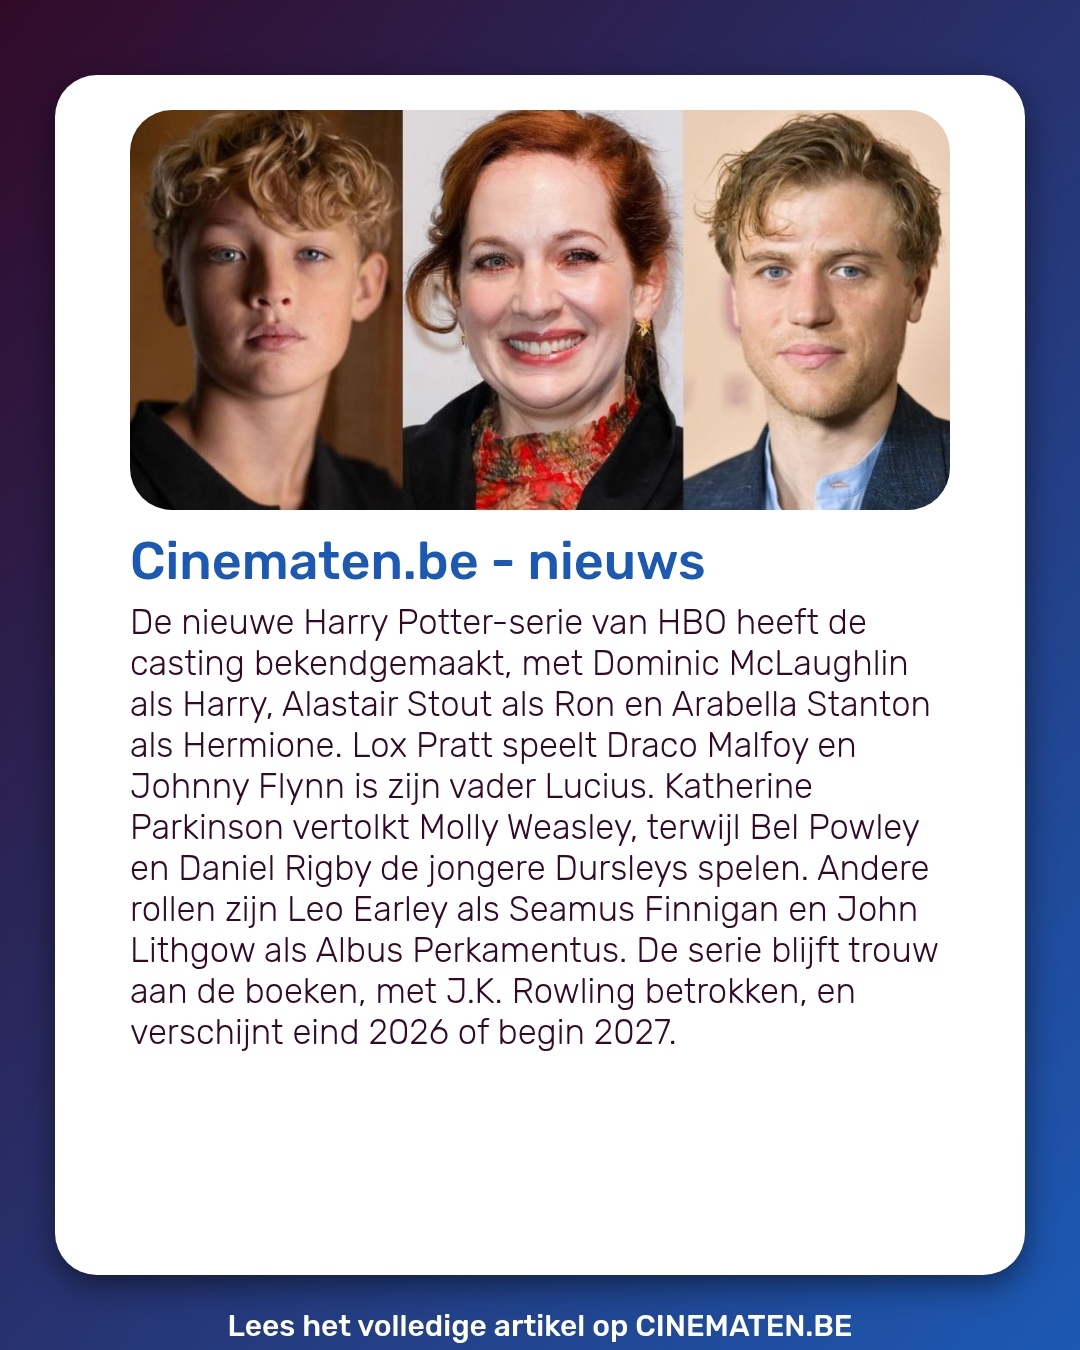 Cinematen.be - nieuws
De nieuwe Harry Potter-serie van HBO heeft de
casting bekendgemaakt, met Dominic McLaughlin
als Harry, Alastair Stout als Ron en Arabella Stanton
als Hermione. Lox Pratt speelt Draco Malfoy en
Johnny Flynn is zijn vader Lucius. Katherine
Parkinson vertolkt Molly Weasley, terwijl Bel Powley
en Daniel Rigby de jongere Dursleys spelen. Andere
rollen zijn Leo Earley als Seamus Finnigan en John
Lithgow als Albus Perkamentus. De serie blijft trouw
aan de boeken, met J.K. Rowling betrokken, en
verschijnt eind 2026 of begin 2027.
Lees het volledige artikel op CINEMATEN.BE